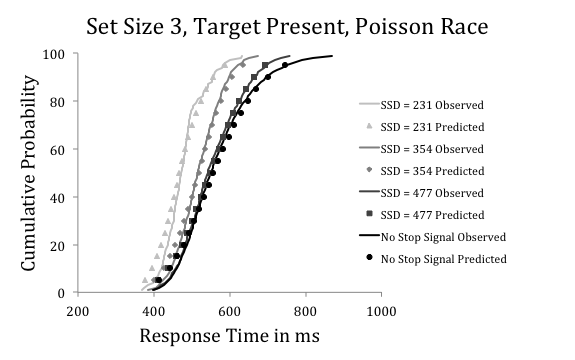 Set Size 3, Target Present, Poisson Race
Cumulative Probability
100
80
60
40
20
0
200
400
600
800
1000
Response Time in ms
SSD = 231 Observed
SSD = 231 Predicted
SSD = 354 Observed
SSD = 354 Predicted
SSD = 477 Observed
SSD = 477 Predicted
No Stop Signal Observed
No Stop Signal Predicted